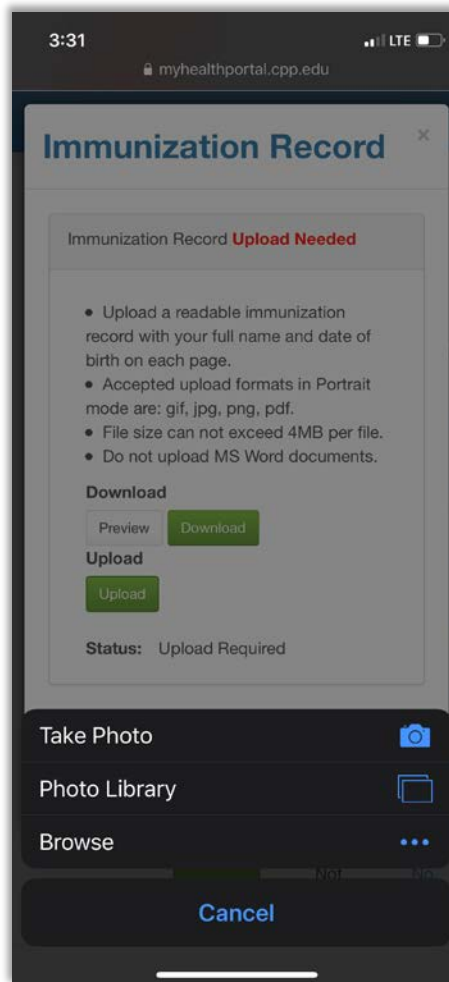 3:31 LTE
myhealthportal.cpp.edu
Immunization Record ×
Immunization Record Upload Needed
• Upload a readable immunization
record with your full name and date of
birth on each page.
• Accepted upload formats in Portrait
mode are: gif, jpg, png, pdf.
• File size can not exceed 4MB per file.
• Do not upload MS Word documents.
Download
Preview Download
Upload
Upload
Status: Upload Required
Take Photo
Photo Library
Browse
Not No
Cancel